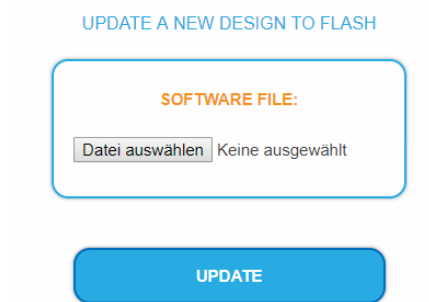 UPDATE A NEW DESIGN TO FLASH
SOFTWARE FILE:
Datei auswählen Keine ausgewählt
UPDATE